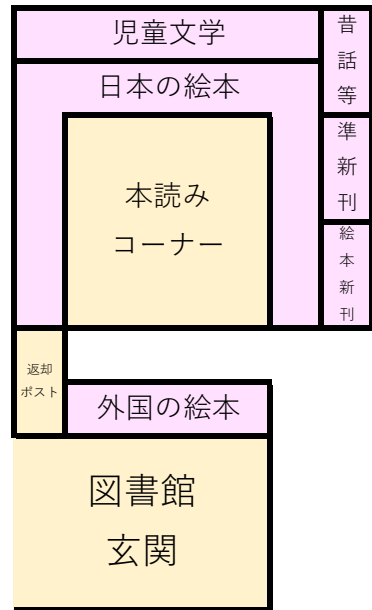 児童文学
昔話等
日本の絵本
準新刊
本読み
コーナー
絵本新刊
返却
ポスト
外国の絵本
図書館
玄関